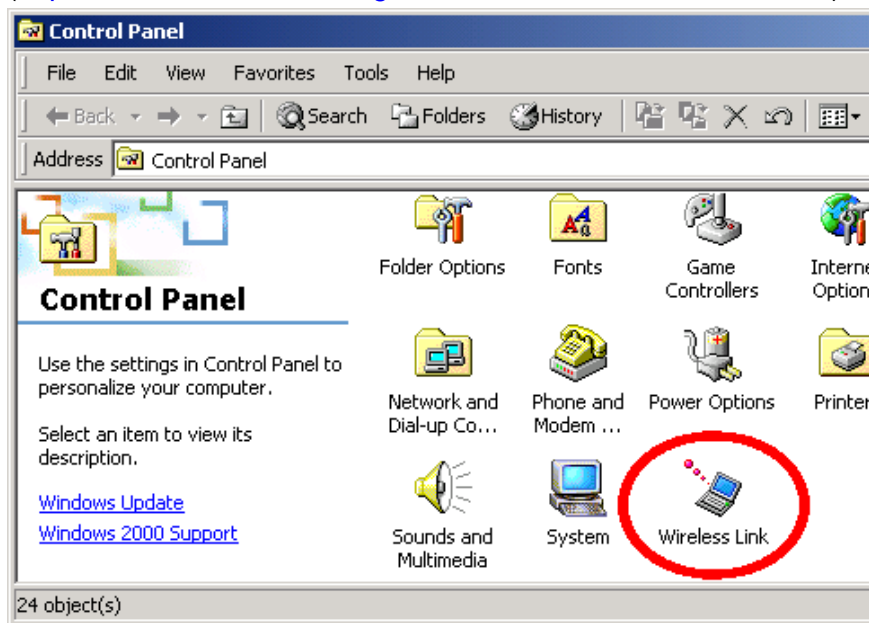 Control Panel
File Edit View Favorites Tools Help
Back Search Folders History
Address Control Panel
Control Panel
Use the settings in Control Panel to
personalize your computer.
Select an item to view its
description.
Windows Update
Windows 2000 Support
Folder Options Fonts Game Interne
Controllers Option
Network and Phone and Power Options Printer
Dial-up Co... Modem ...
Sounds and System Wireless Link
Multimedia
24 object(s)